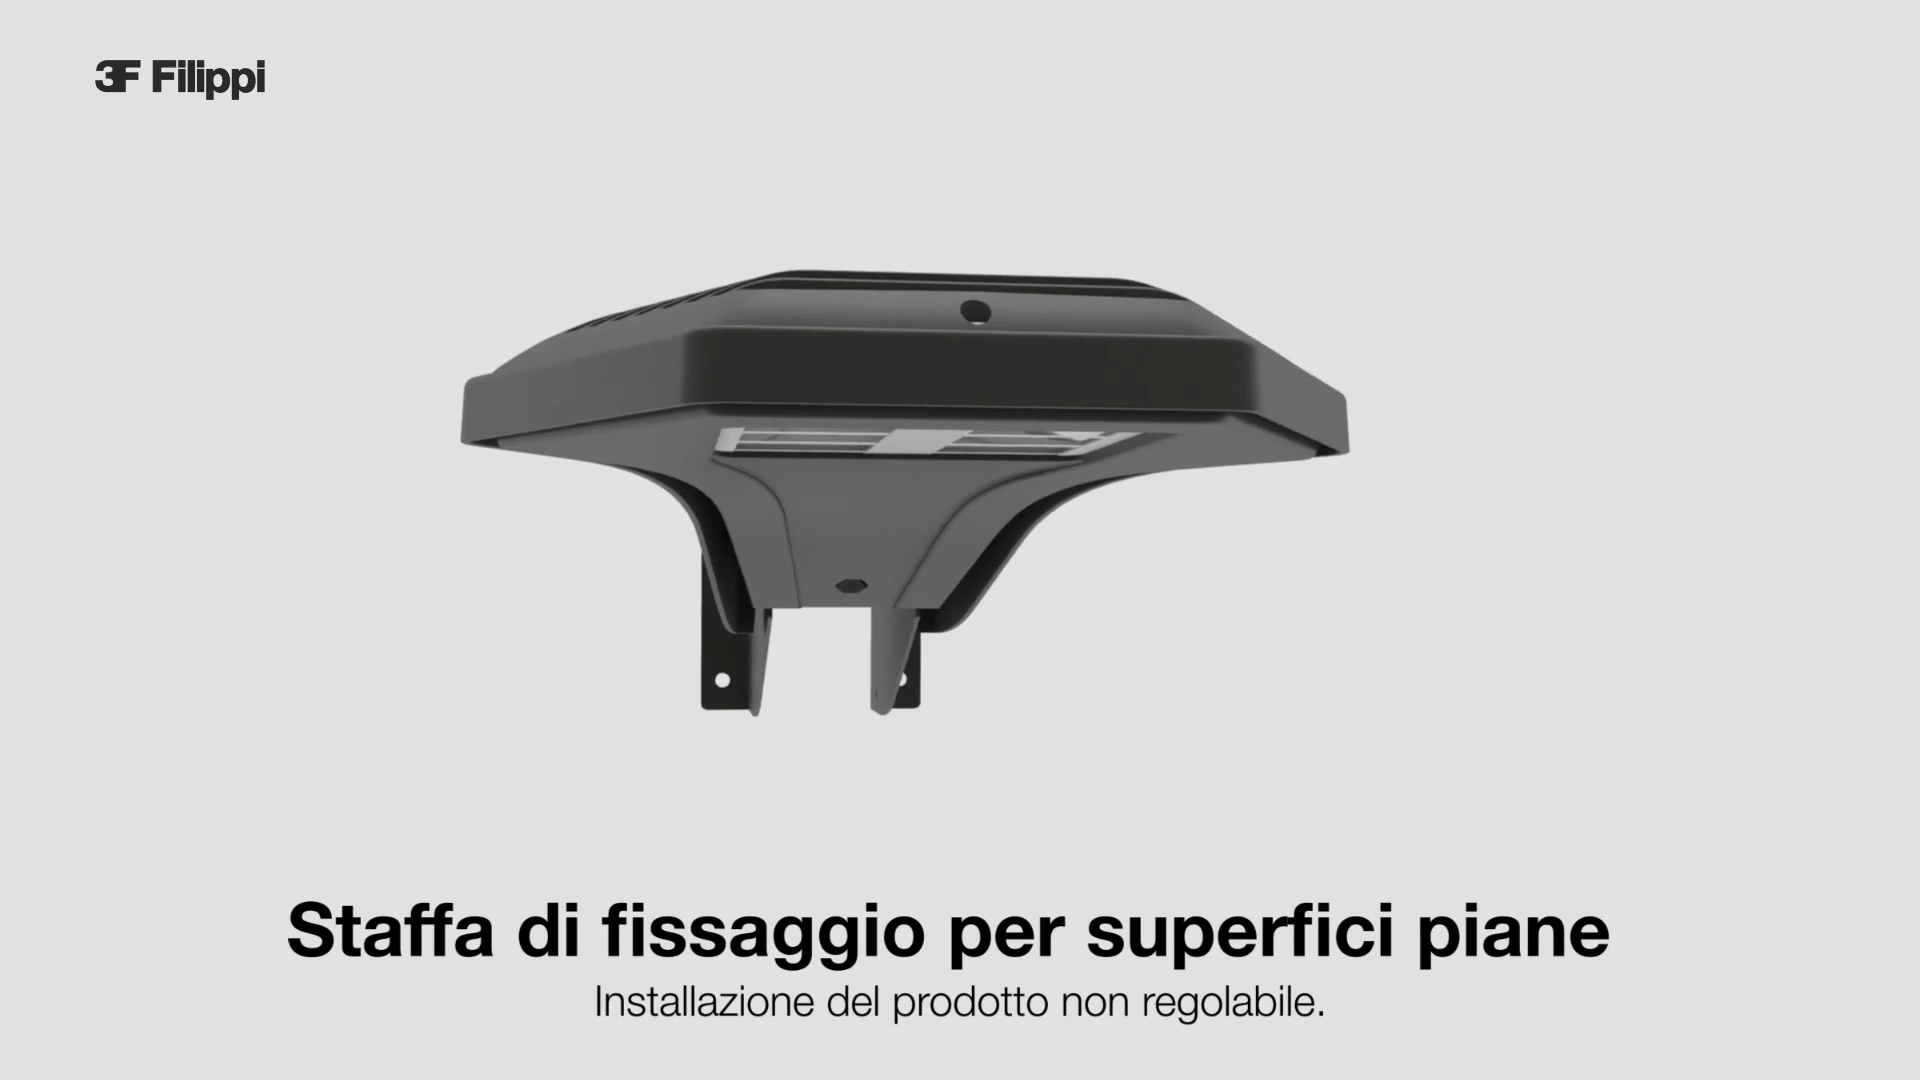 3F Filippi
Staffa di fissaggio per superfici piane
Installazione del prodotto non regolabile.